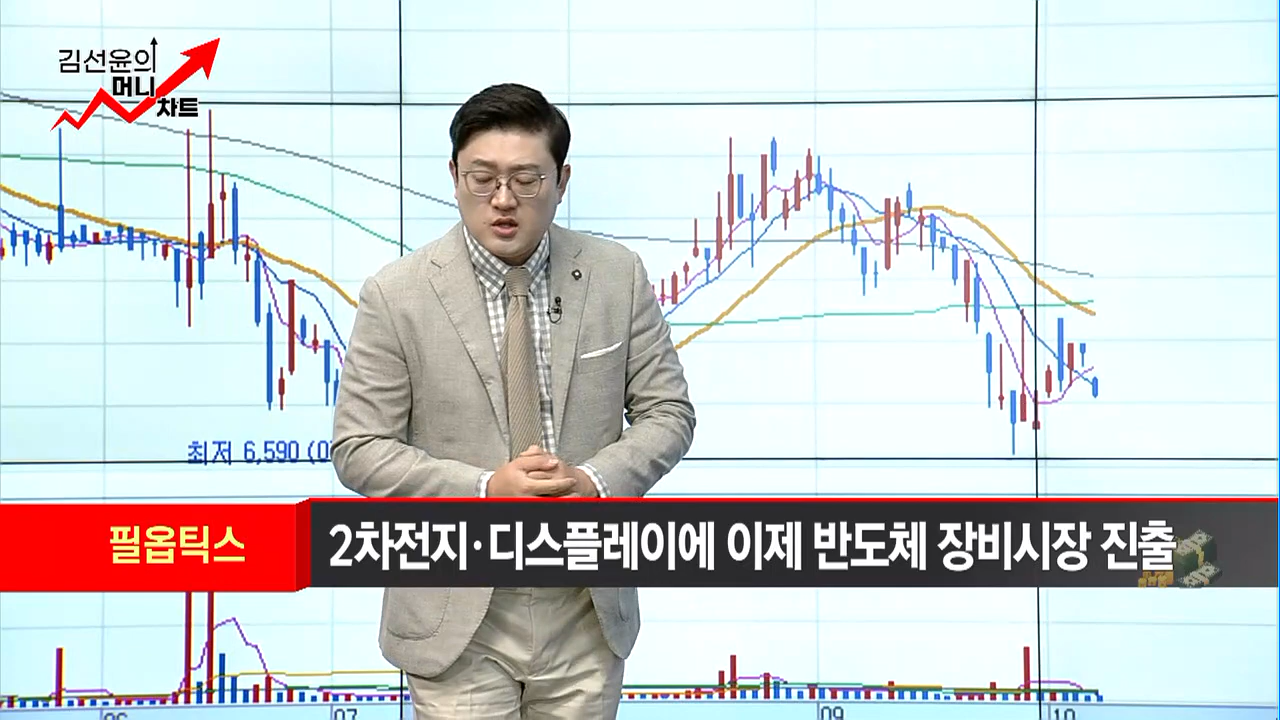 김선윤의
머니
차트
최저 6,590
필옵틱스
2차전지·디스플레이에 이제 반도체 장비시장 진출
06
07
09
10